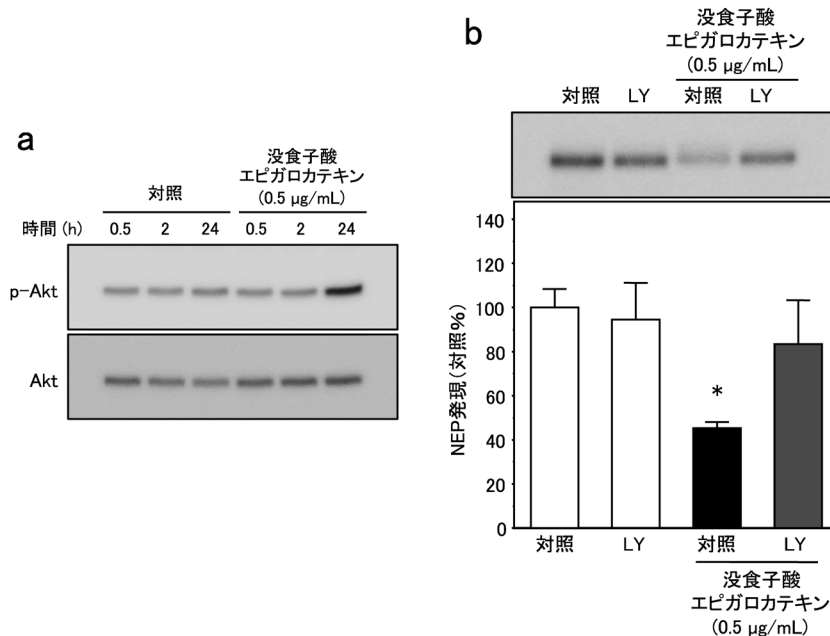 a
没食子酸
エピガロカテキン
(0.5 μg/mL)
対照
時間 (h)
0.5 2 24 0.5 2 24
p-Akt
Akt
b
没食子酸
エピガロカテキン
(0.5 μg/mL)
対照 LY 対照 LY
NEP発現(対照%)
140
120
100
80
60
40
20
0
*
対照 LY 対照 LY
没食子酸
エピガロカテキン
(0.5 μg/mL)